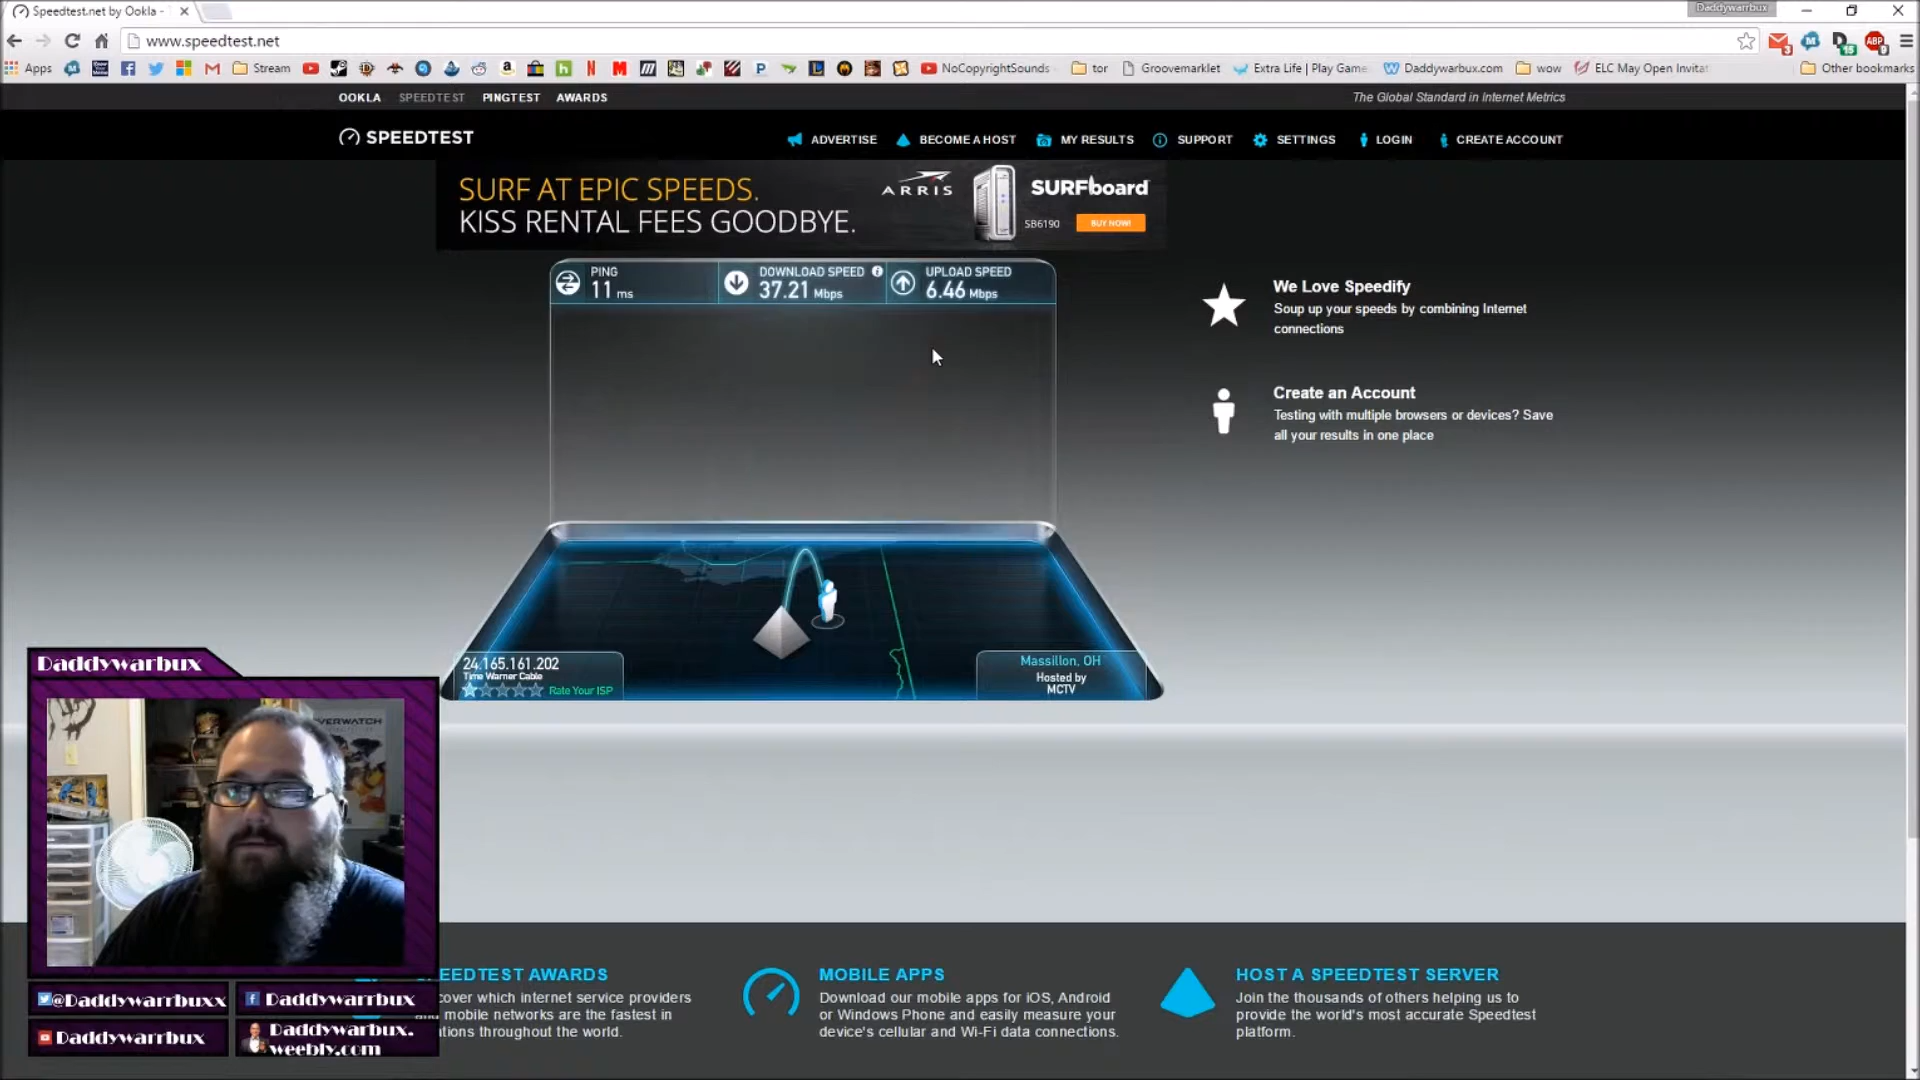 Speedtest.net by Ookla -
Daddywarrbux
www.speedtest.net
Apps
Stream
NoCopyrightSounds
tor
Groovemarklet
Extra Life | Play Game
Daddywarbux.com
wow
ELC May Open Invitat
Other bookmarks
OOKLA SPEEDTEST PINGTEST AWARDS
The Global Standard in Internet Metrics
SPEEDTEST
ADVERTISE BECOME A HOST MY RESULTS SUPPORT SETTINGS LOGIN CREATE ACCOUNT
SURF AT EPIC SPEEDS.
KISS RENTAL FEES GOODBYE.
ARRIS
SURFboard
SB6190
BUY NOW!
PING
11 ms
DOWNLOAD SPEED
37.21 Mbps
UPLOAD SPEED
6.46 Mbps
We Love Speedify
Soup up your speeds by combining Internet
connections
Create an Account
Testing with multiple browsers or devices? Save
all your results in one place
24.165.161.202
Time Warner Cable
Rate Your ISP
Massillon, OH
Hosted by
MCTV
Daddywarbux
OVERWATCH
@Daddywarrbuxx
Daddywarrbux
Daddywarrbux
Daddywarbux.
weebly.com
EEDTEST AWARDS
cover which internet service providers
mobile networks are the fastest in
ations throughout the world.
MOBILE APPS
Download our mobile apps for iOS, Android
or Windows Phone and easily measure your
device's cellular and Wi-Fi data connections.
HOST A SPEEDTEST SERVER
Join the thousands of others helping us to
provide the world's most accurate Speedtest
platform.